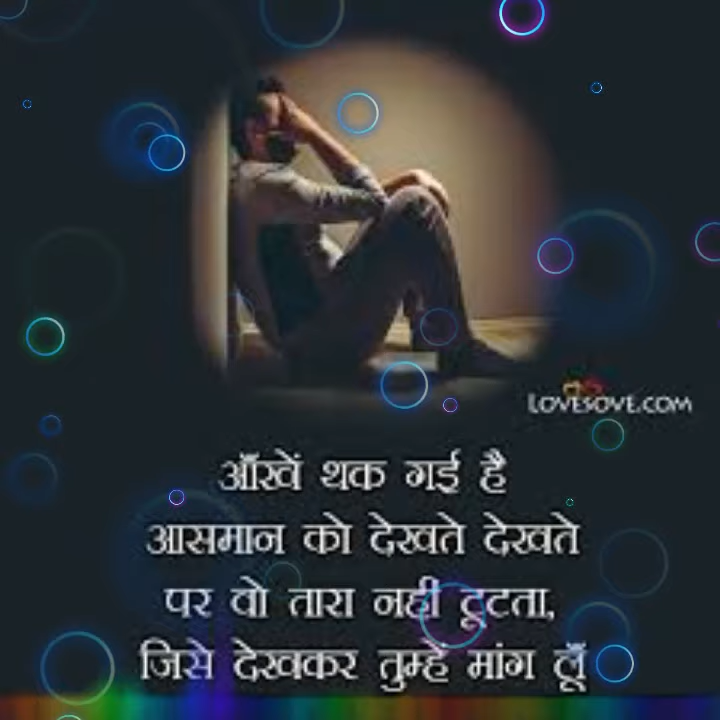 LOVESOVE.COM
आँखें थक गई है
आसमान को देखते देखते
पर वो तारा नहीं टूटता,
जिसे देखकर तुम्हें मांग लूँ